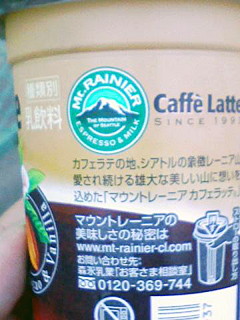 種類別
乳飲料
Mt.RAINIER
THE MOUNTAIN
OF SEATTLE
ESPRESSO & MILK
Caffè Latte
SINCE 199
カフェラテの地、シアトルの象徴レーニア山
愛され続ける雄大な美しい山に想いを
込めた「マウントレーニア カフェラッテ」
マウントレーニアの
美味しさの秘密は
www.mt-rainier-cl.com
お問い合わせ先:
森永乳業「お客さま相談室」
0120-369-744
37
Vanilla